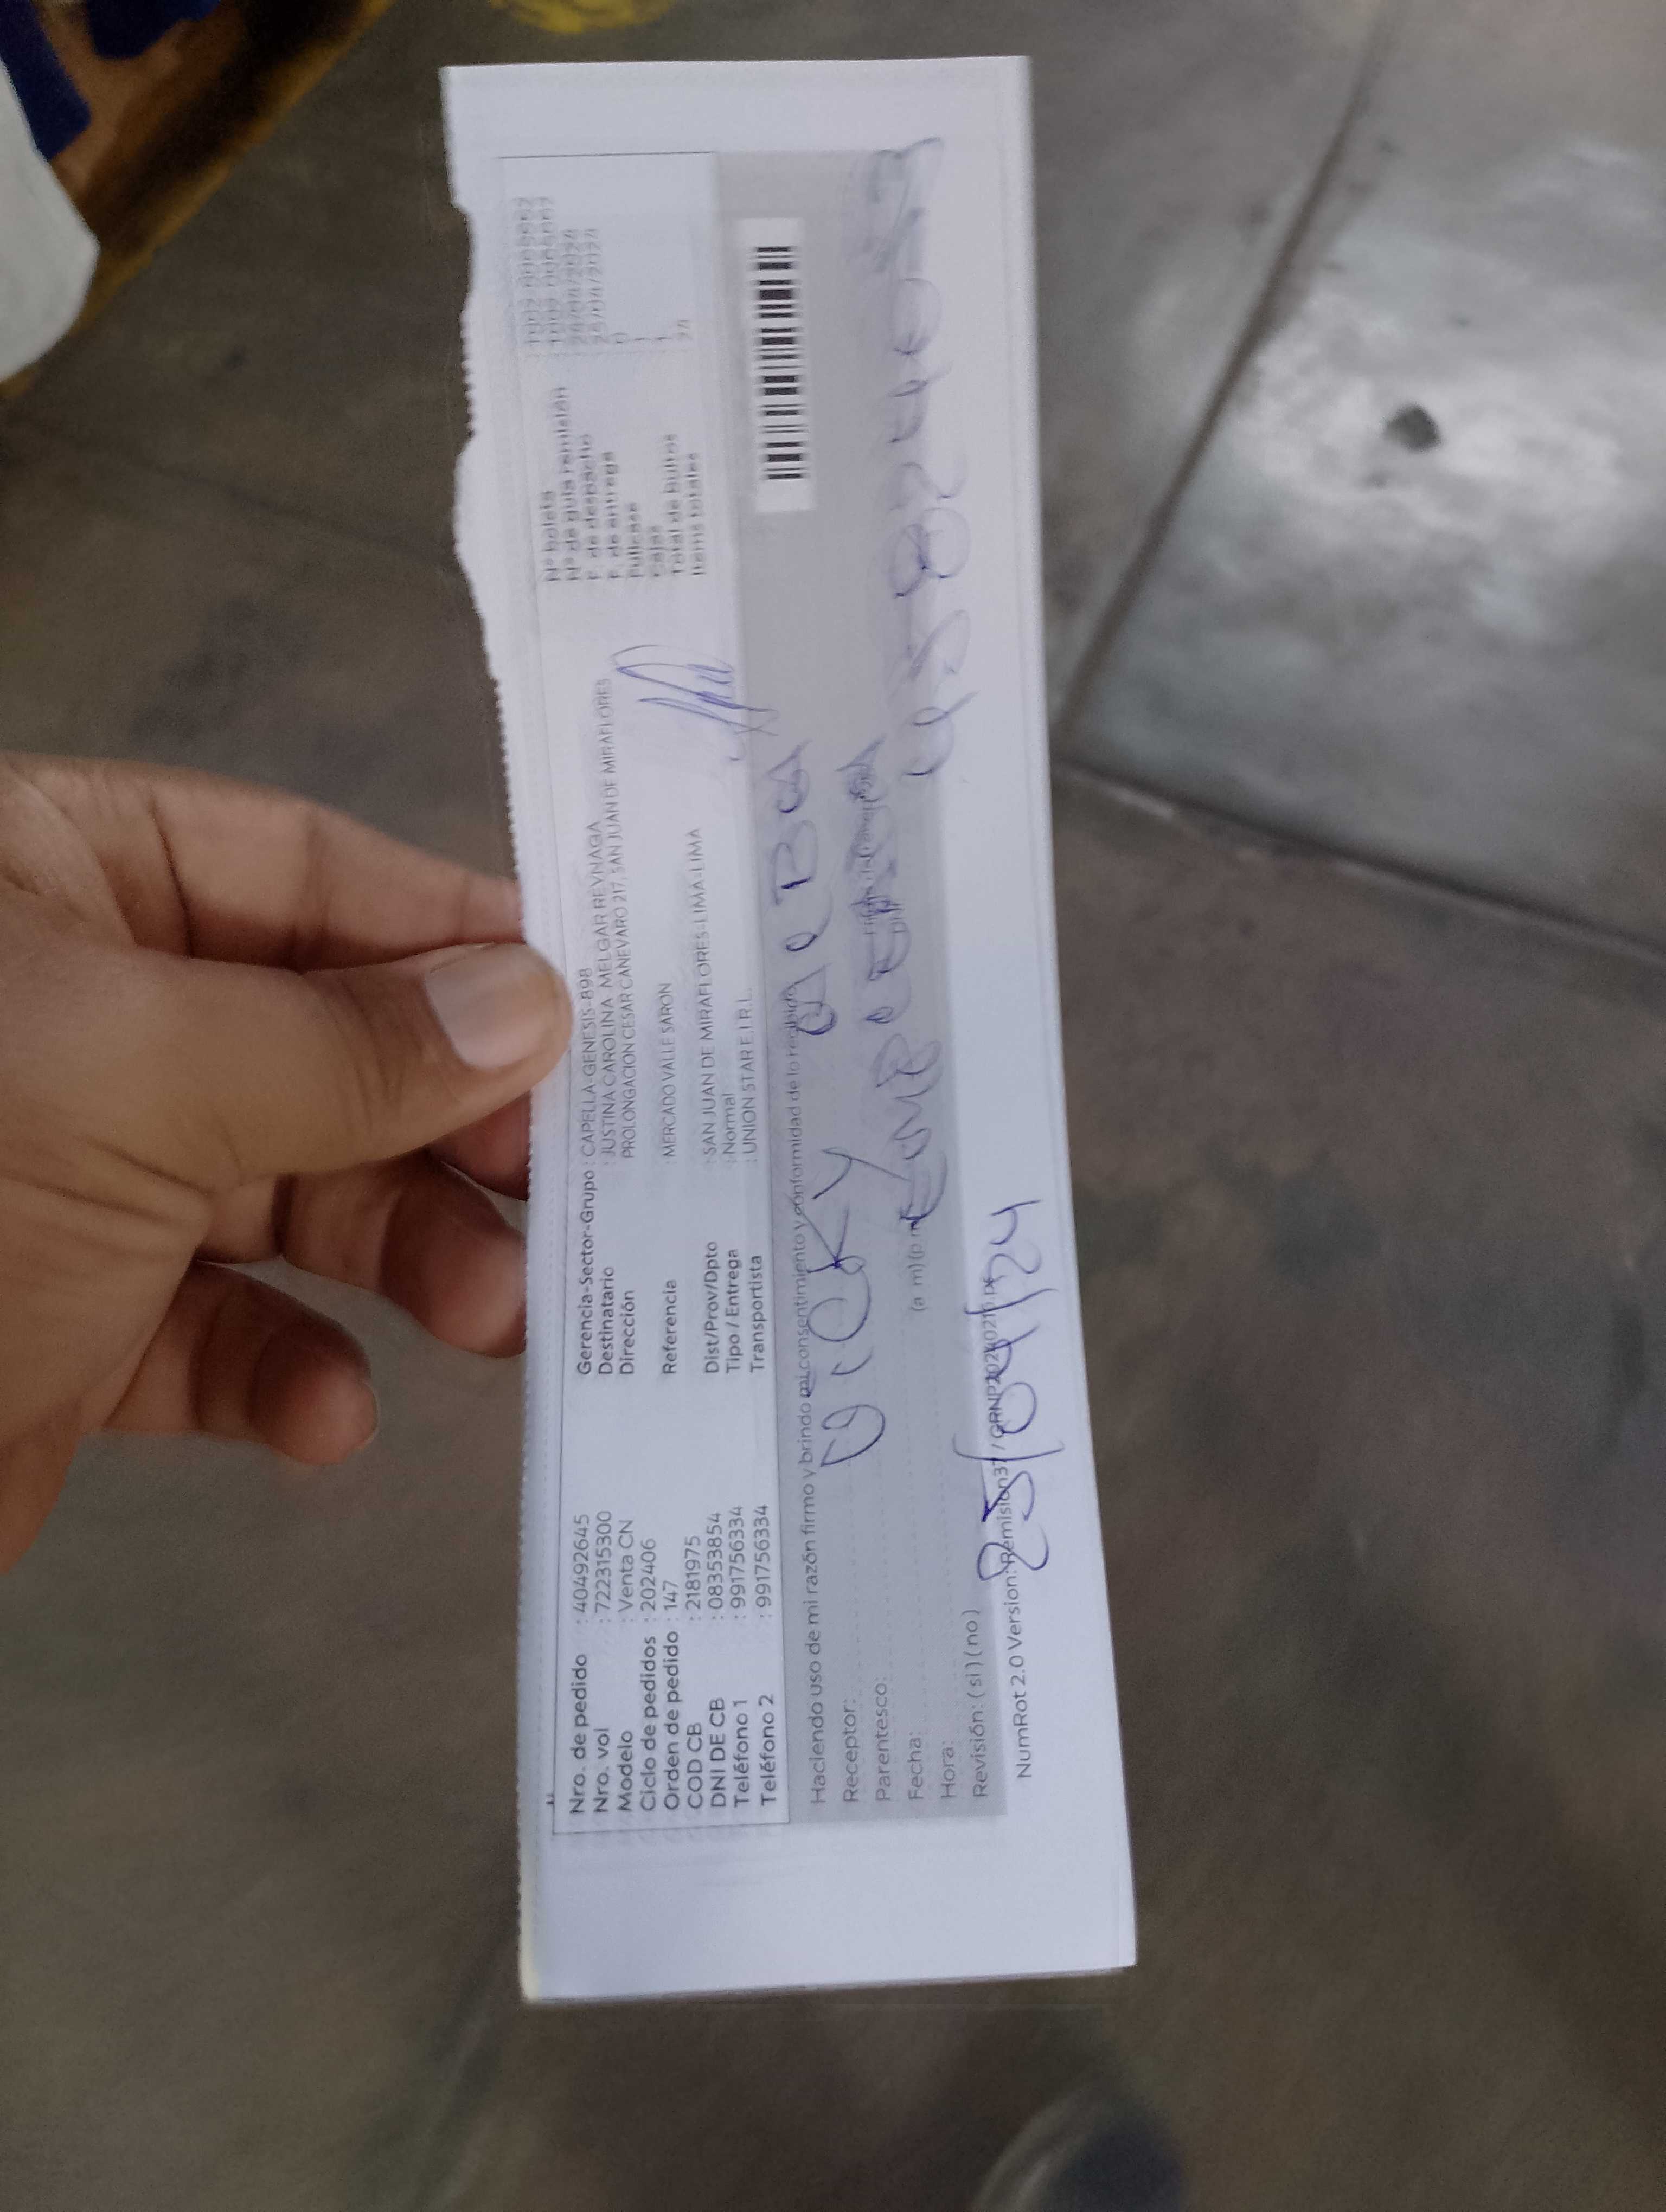 Nro. de pedido : 40492645
Nro. vol : 722315300
Modelo : Venta CN
Ciclo de pedidos : 202406
Orden de pedido : 147
COD CB : 2181975
DNI DE CB : 08353854
Teléfono 1 : 991756334
Teléfono 2 : 991756334
Gerencia-Sector-Grupo : CAPELLA-GENESIS-898
Destinatario : JUSTINA CAROLINA MELGAR REYNAGA
Dirección PROLONGACION CESAR CANEVARO 217, SAN JUAN DE MIRAFLORES
Referencia : MERCADO VALLE SARON
Dist/Prov/Dpto : SAN JUAN DE MIRAFLORES-LIMA-LIMA
Tipo / Entrega : Normal
Transportista : UNION STAR E.I.R.L.
Nº boleta
Nº de guía remisión
F. de despacho
F. de entrega
Fullcase
Cajas : 1
Total de Bultos : 1
Items totales
Haciendo uso de mi razón firmo y brindo mi consentimiento y conformidad de lo recibido
Receptor: VICKY
Parentesco:
Fecha: (a m) (p m)
Hora:
Revisión: ( si ) ( no )
25/04/24
NumRot 2.0 Version: Remision37